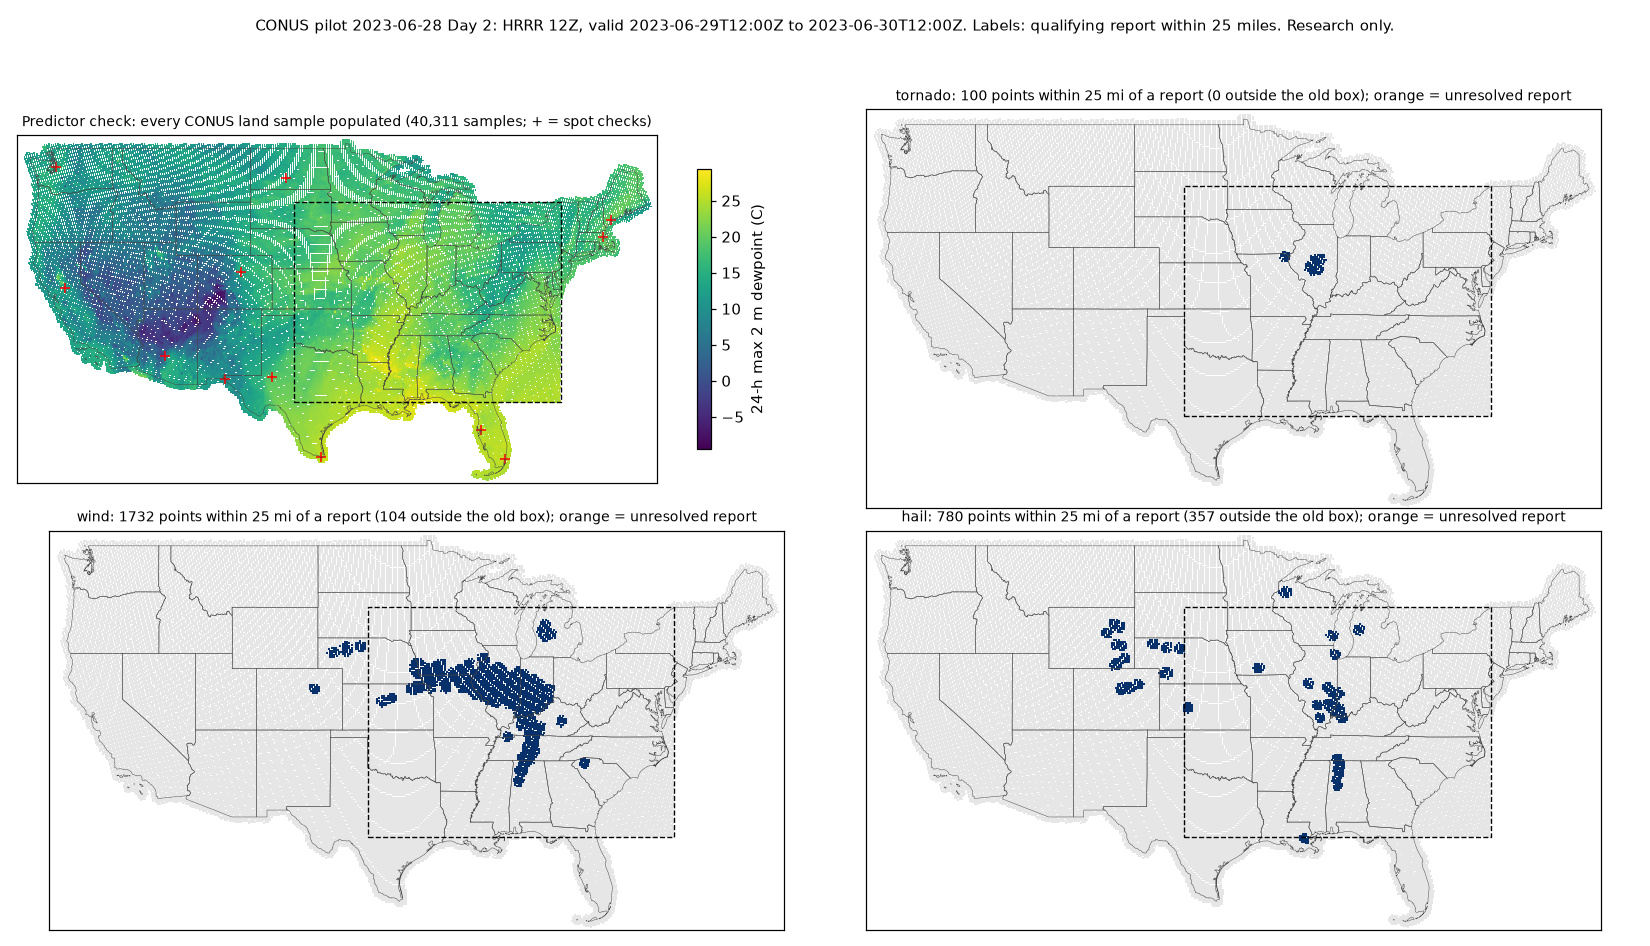 CONUS pilot 2023-06-28 Day 2: HRRR 12Z, valid 2023-06-29T12:00Z to 2023-06-30T12:00Z. Labels: qualifying report within 25 miles. Research only.
Predictor check: every CONUS land sample populated (40,311 samples; + = spot checks)
25
20
15
10
5
0
−5
24-h max 2 m dewpoint (C)
tornado: 100 points within 25 mi of a report (0 outside the old box); orange = unresolved report
wind: 1732 points within 25 mi of a report (104 outside the old box); orange = unresolved report
hail: 780 points within 25 mi of a report (357 outside the old box); orange = unresolved report